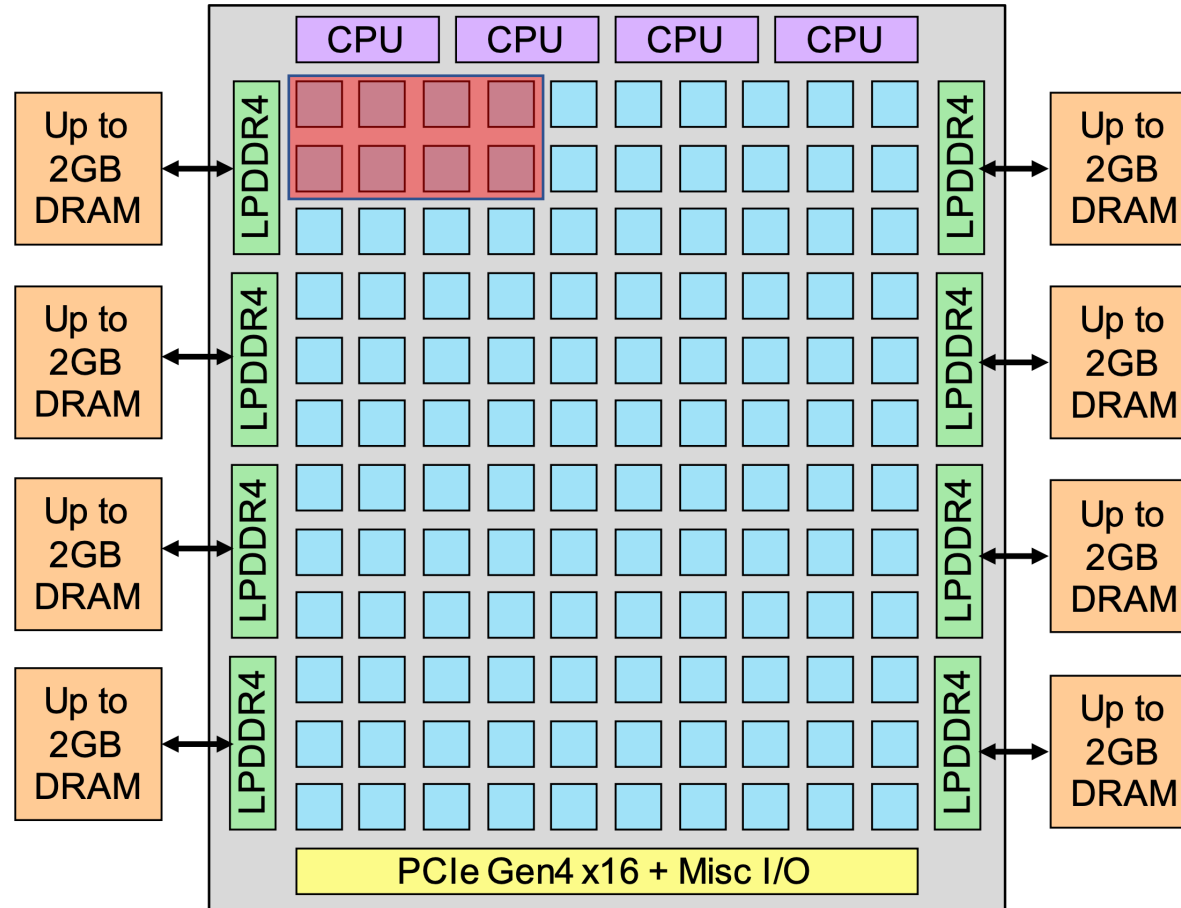 CPU CPU CPU CPU
Up to
2GB
DRAM
LPDDR4
LPDDR4
Up to
2GB
DRAM
Up to
2GB
DRAM
LPDDR4
LPDDR4
Up to
2GB
DRAM
Up to
2GB
DRAM
LPDDR4
LPDDR4
Up to
2GB
DRAM
Up to
2GB
DRAM
LPDDR4
LPDDR4
Up to
2GB
DRAM
PCIe Gen4 x16 + Misc I/O